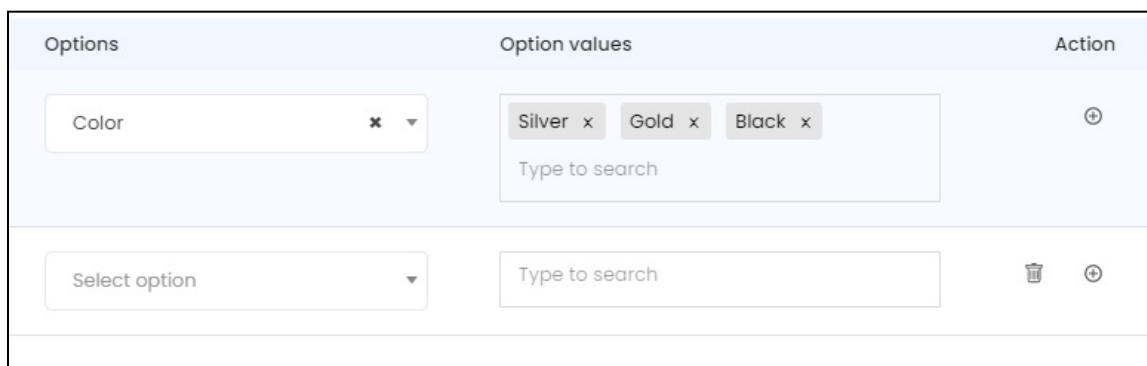 Options Option values Action
Color Silver x Gold x Black x
Type to search
Select option Type to search